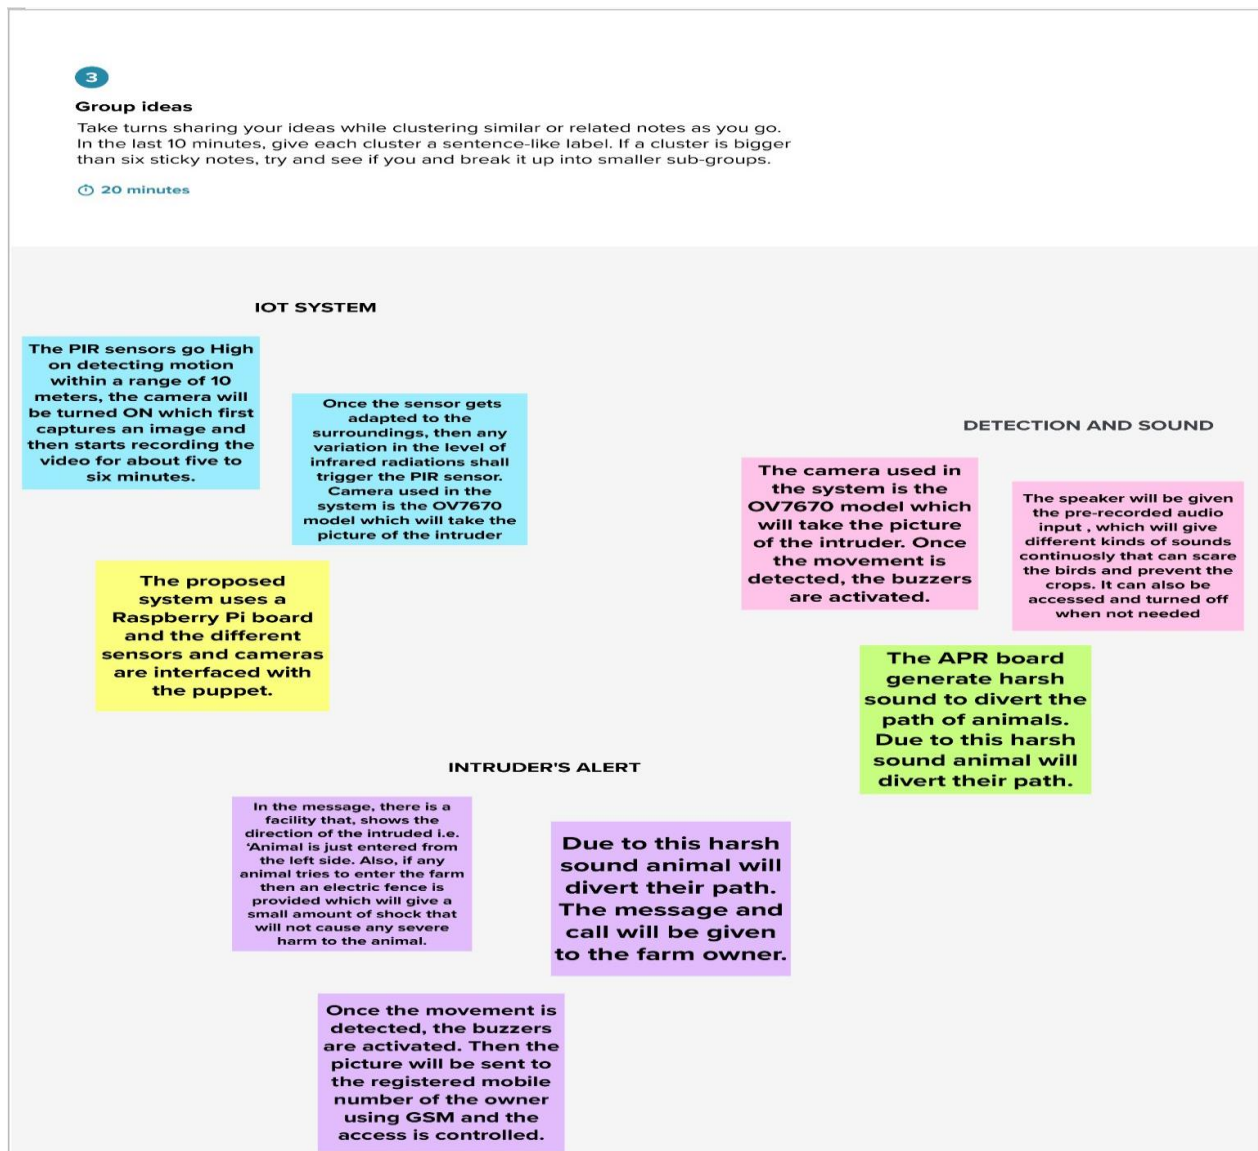 3
Group ideas
Take turns sharing your ideas while clustering similar or related notes as you go.
In the last 10 minutes, give each cluster a sentence-like label. If a cluster is bigger
than six sticky notes, try and see if you and break it up into smaller sub-groups.
20 minutes
IOT SYSTEM
The PIR sensors go High
on detecting motion
within a range of 10
meters, the camera will
be turned ON which first
captures an image and
then starts recording the
video for about five to
six minutes.
Once the sensor gets
adapted to the
surroundings, then any
variation in the level of
infrared radiations shall
trigger the PIR sensor.
Camera used in the
system is the OV7670
model which will take the
picture of the intruder
The proposed
system uses a
Raspberry Pi board
and the different
sensors and cameras
are interfaced with
the puppet.
DETECTION AND SOUND
The camera used in
the system is the
OV7670 model which
will take the picture
of the intruder. Once
the movement is
detected, the buzzers
are activated.
The speaker will be given
the pre-recorded audio
input , which will give
different kinds of sounds
continuosly that can scare
the birds and prevent the
crops. It can also be
accessed and turned off
when not needed
The APR board
generate harsh
sound to divert the
path of animals.
Due to this harsh
sound animal will
divert their path.
INTRUDER'S ALERT
In the message, there is a
facility that, shows the
direction of the intruded i.e.
‘Animal is just entered from
the left side. Also, if any
animal tries to enter the farm
then an electric fence is
provided which will give a
small amount of shock that
will not cause any severe
harm to the animal.
Due to this harsh
sound animal will
divert their path.
The message and
call will be given
to the farm owner.
Once the movement is
detected, the buzzers
are activated. Then the
picture will be sent to
the registered mobile
number of the owner
using GSM and the
access is controlled.